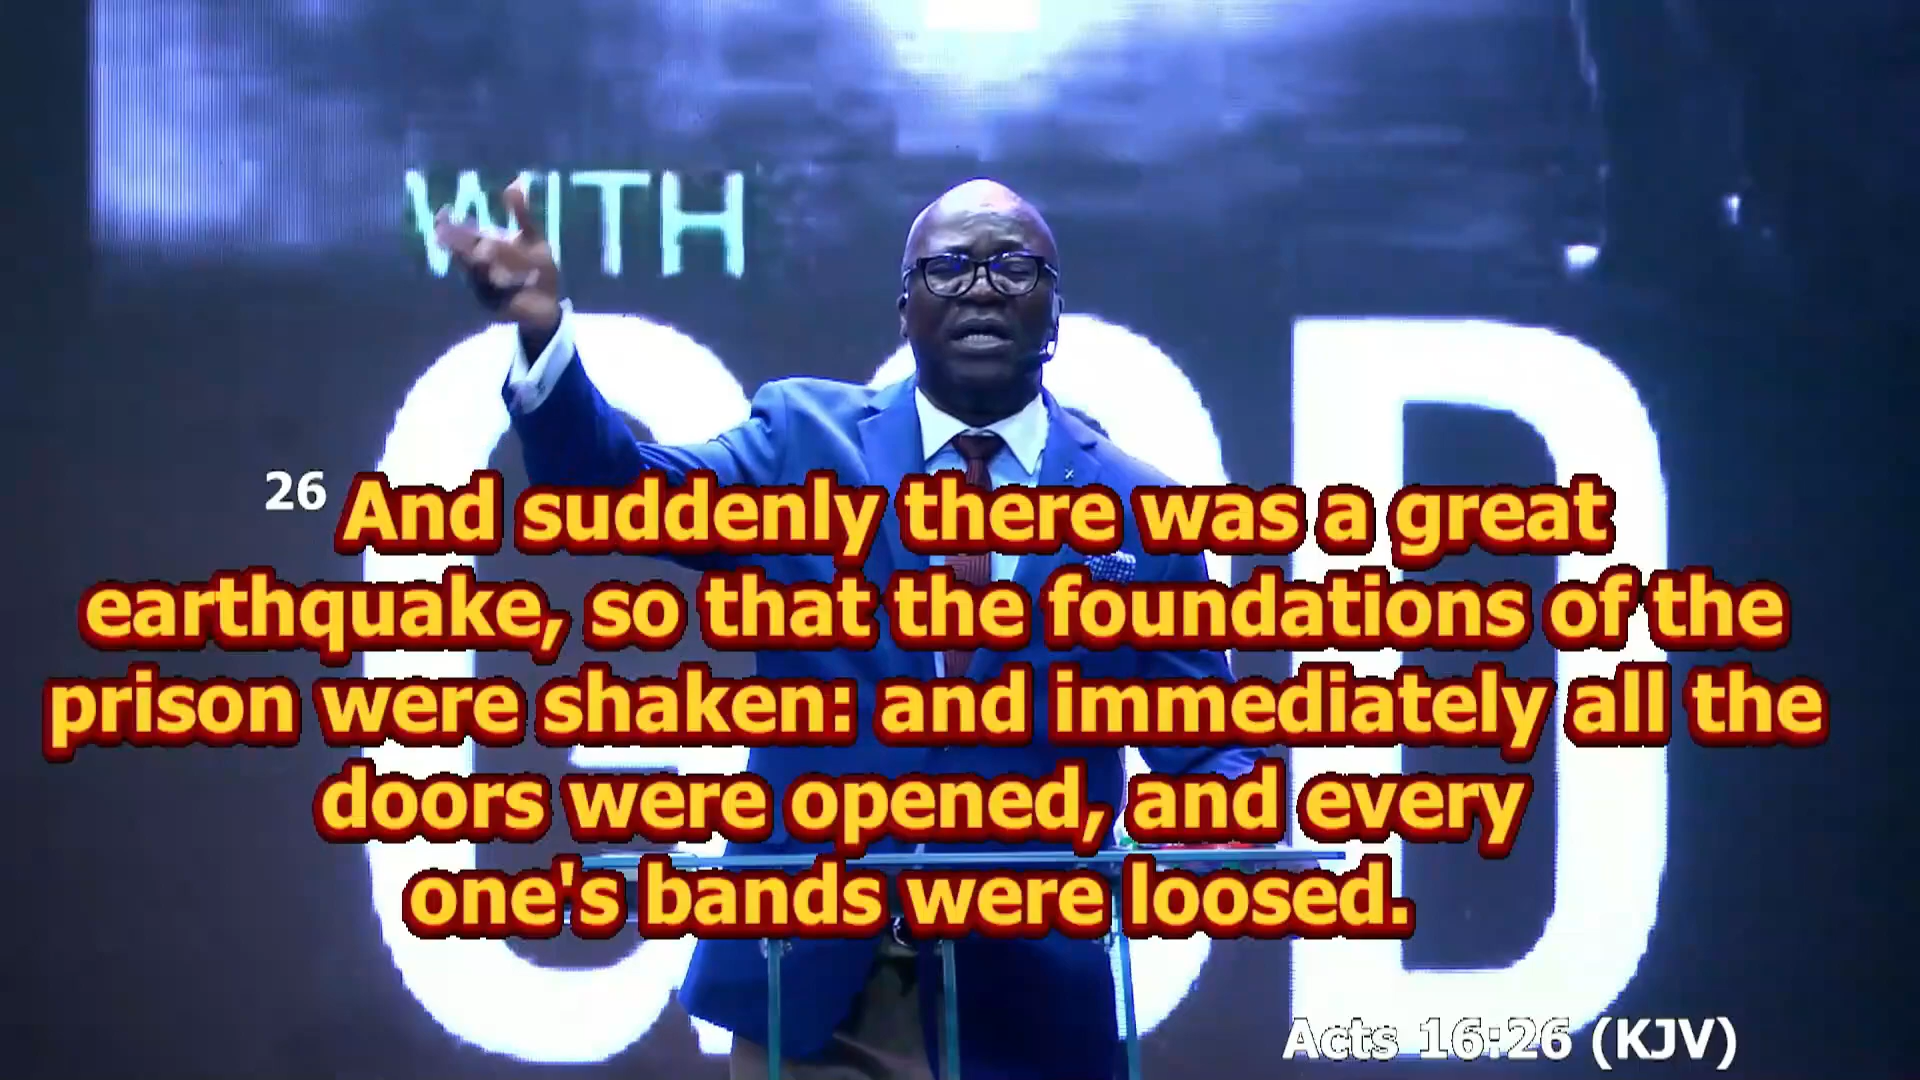 WITH
GOD
26 And suddenly there was a great
earthquake, so that the foundations of the
prison were shaken: and immediately all the
doors were opened, and every
one's bands were loosed.
Acts 16:26 (KJV)